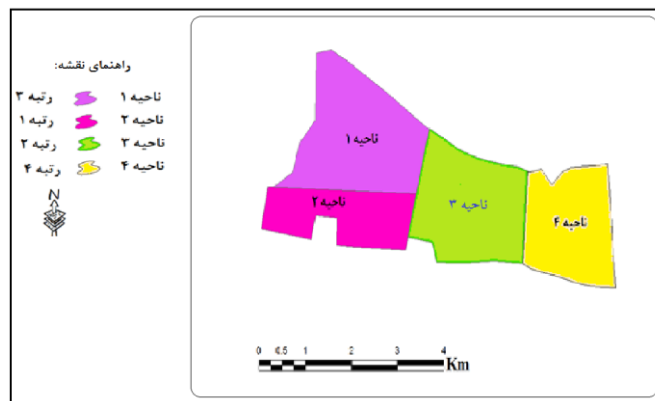 راهنمای نقشه:
ناحیه ۱ رتبه ۳
ناحیه ۲ رتبه ۱
ناحیه ۳ رتبه ۲
ناحیه ۴ رتبه ۴
N
ناحیه ۱
ناحیه ۲
ناحیه ۳
ناحیه ۴
0 0.5 1 2 3 4
Km